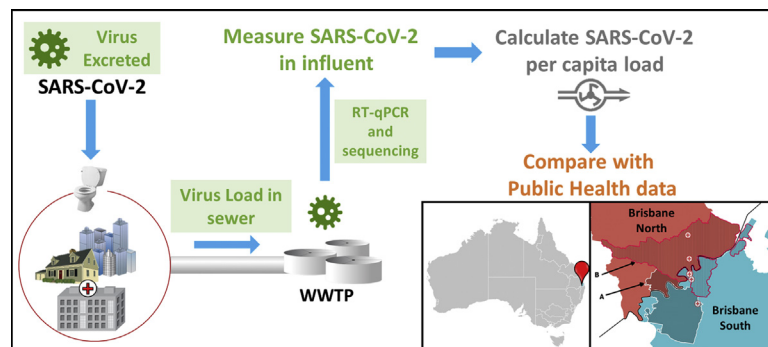 Virus
Excreted
SARS-CoV-2
Measure SARS-CoV-2
in influent
Calculate SARS-CoV-2
per capita load
RT-qPCR
and
sequencing
Virus Load in
sewer
WWTP
Compare with
Public Health data
Brisbane
North
B
A
Brisbane
South